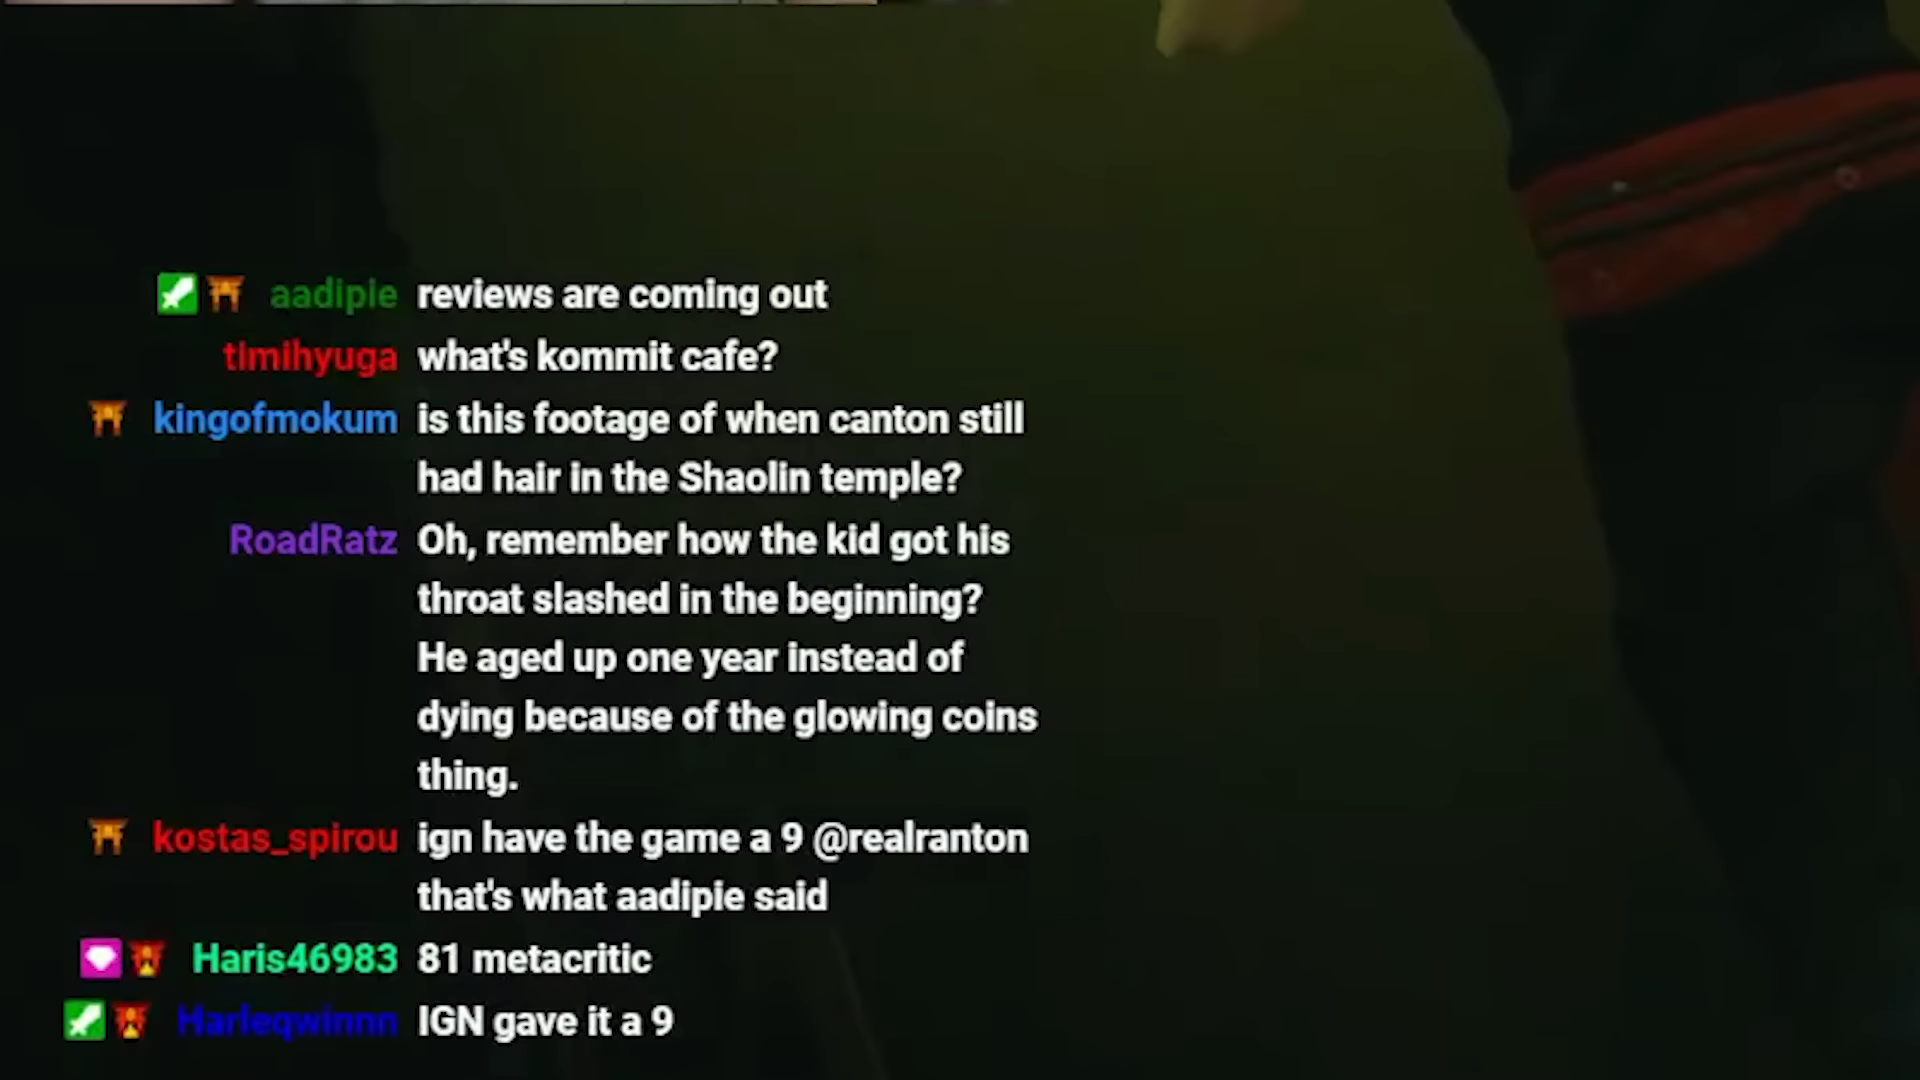 aadipie reviews are coming out
timihyuga what's kommit cafe?
kingofmokum is this footage of when canton still
had hair in the Shaolin temple?
RoadRatz Oh, remember how the kid got his
throat slashed in the beginning?
He aged up one year instead of
dying because of the glowing coins
thing.
kostas_spirou ign have the game a 9 @realranton
that's what aadipie said
Haris46983 81 metacritic
Harleqwinnn IGN gave it a 9